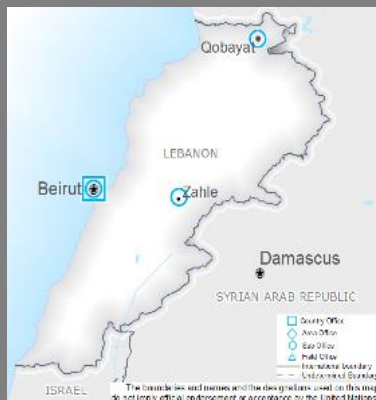 Qobayat
LEBANON
Beirut
Zahle
Damascus
SYRIAN ARAB REPUBLIC
Country Office
Area Office
Sub Office
Field Office
International boundary
Undetermined Boundary
ISRAEL
The boundaries and names and the designations used on this map
do not imply official endorsement or acceptance by the United Nations.